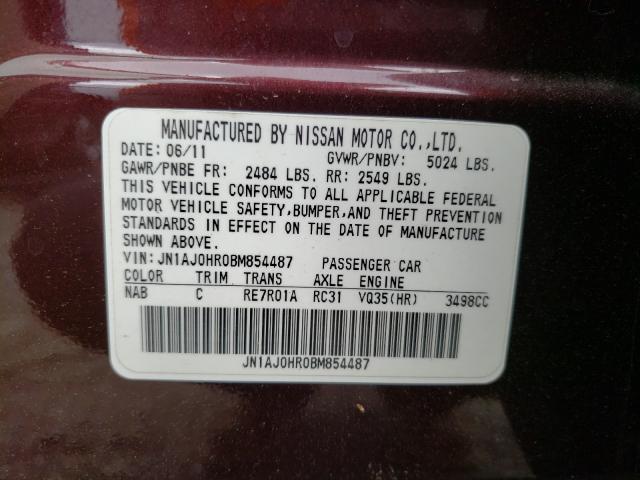 MANUFACTURED BY NISSAN MOTOR CO.,LTD.
DATE: 06/11 GVWR/PNBV: 5024 LBS.
GAWR/PNBE FR: 2484 LBS. RR: 2549 LBS.
THIS VEHICLE CONFORMS TO ALL APPLICABLE FEDERAL
MOTOR VEHICLE SAFETY,BUMPER,AND THEFT PREVENTION
STANDARDS IN EFFECT ON THE DATE OF MANUFACTURE
SHOWN ABOVE.
VIN: JN1AJ0HR0BM854487 PASSENGER CAR
COLOR TRIM TRANS AXLE ENGINE
NAB C RE7R01A RC31 VQ35(HR) 3498CC
JN1AJ0HR0BM854487